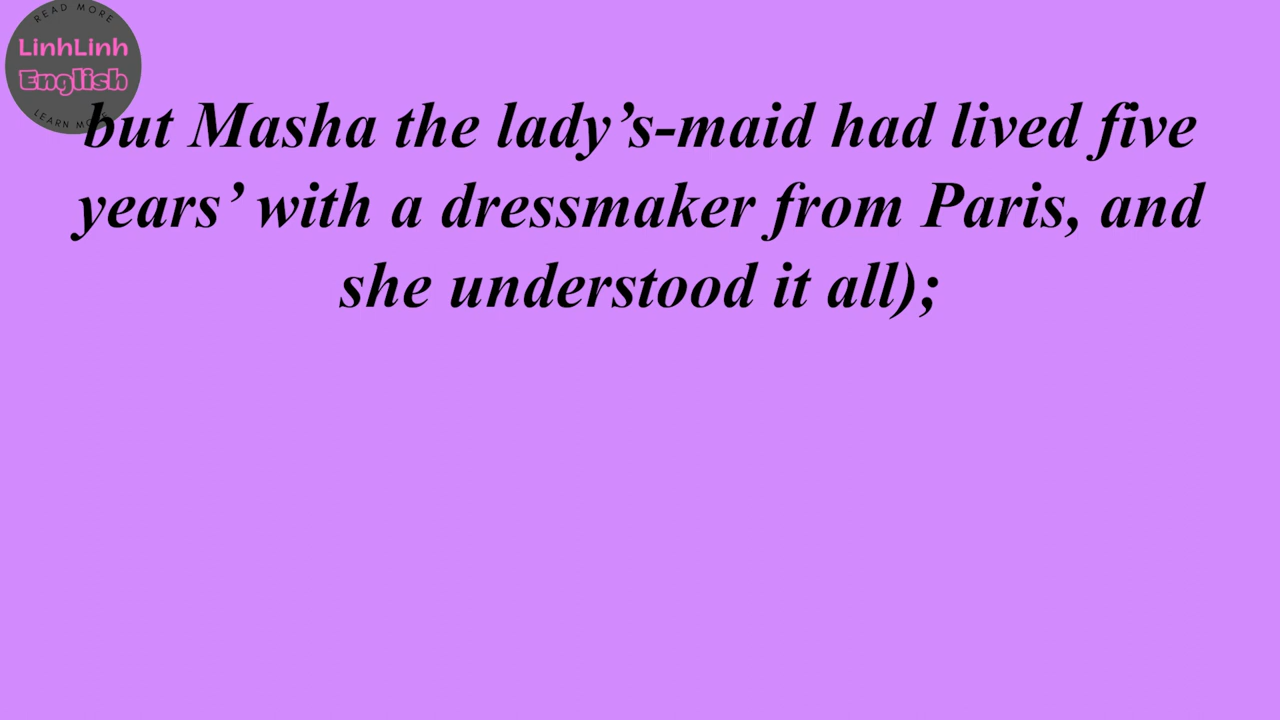 READ MORE
LinhLinh
English
LEARN MORE
but Masha the lady’s-maid had lived five
years’ with a dressmaker from Paris, and
she understood it all);